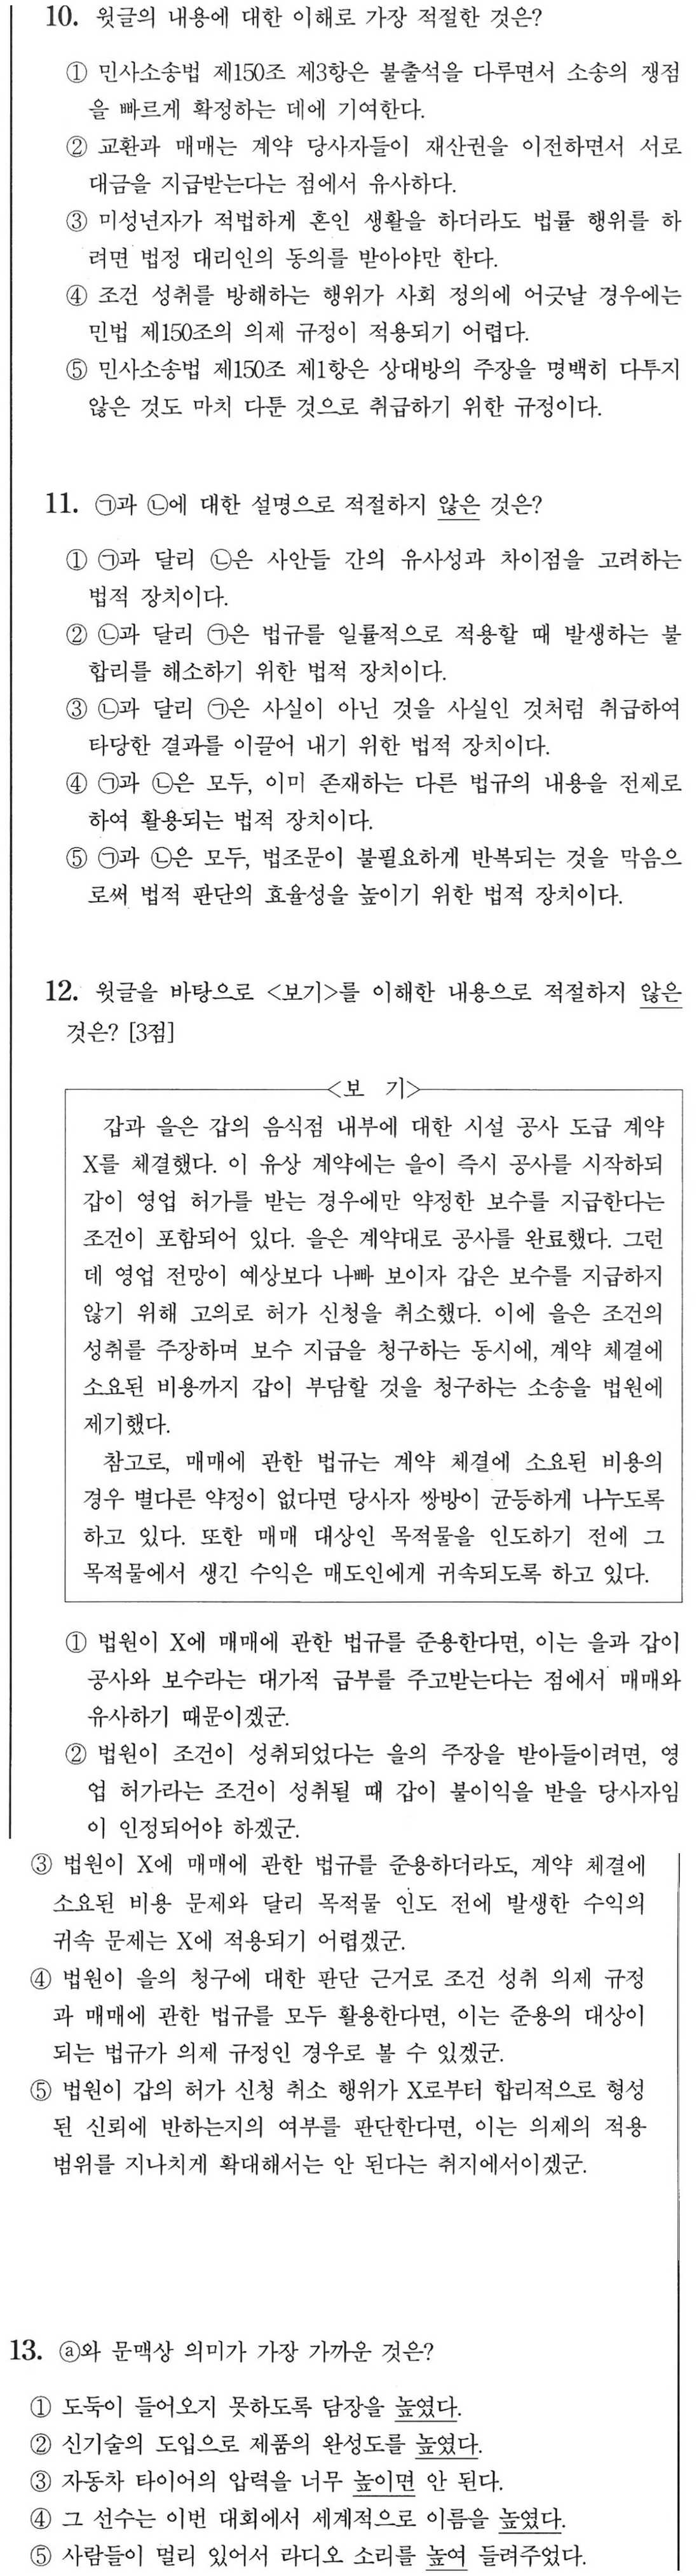 10. 윗글의 내용에 대한 이해로 가장 적절한 것은?
① 민사소송법 제150조 제3항은 불출석을 다루면서 소송의 쟁점
을 빠르게 확정하는 데에 기여한다.
② 교환과 매매는 계약 당사자들이 재산권을 이전하면서 서로
대금을 지급받는다는 점에서 유사하다.
③ 미성년자가 적법하게 혼인 생활을 하더라도 법률 행위를 하
려면 법정 대리인의 동의를 받아야만 한다.
④ 조건 성취를 방해하는 행위가 사회 정의에 어긋날 경우에는
민법 제150조의 의제 규정이 적용되기 어렵다.
⑤ 민사소송법 제150조 제1항은 상대방의 주장을 명백히 다투지
않은 것도 마치 다툰 것으로 취급하기 위한 규정이다.
11. ㉠과 ㉡에 대한 설명으로 적절하지 않은 것은?
① ㉠과 달리 ㉡은 사안들 간의 유사성과 차이점을 고려하는
법적 장치이다.
② ㉡과 달리 ㉠은 법규를 일률적으로 적용할 때 발생하는 불
합리를 해소하기 위한 법적 장치이다.
③ ㉡과 달리 ㉠은 사실이 아닌 것을 사실인 것처럼 취급하여
타당한 결과를 이끌어 내기 위한 법적 장치이다.
④ ㉠과 ㉡은 모두, 이미 존재하는 다른 법규의 내용을 전제로
하여 활용되는 법적 장치이다.
⑤ ㉠과 ㉡은 모두, 법조문이 불필요하게 반복되는 것을 막음으
로써 법적 판단의 효율성을 높이기 위한 법적 장치이다.
12. 윗글을 바탕으로 <보기>를 이해한 내용으로 적절하지 않은
것은? [3점]
<보 기>
갑과 을은 갑의 음식점 내부에 대한 시설 공사 도급 계약
X를 체결했다. 이 유상 계약에는 을이 즉시 공사를 시작하되
갑이 영업 허가를 받는 경우에만 약정한 보수를 지급한다는
조건이 포함되어 있다. 을은 계약대로 공사를 완료했다. 그런
데 영업 전망이 예상보다 나빠 보이자 갑은 보수를 지급하지
않기 위해 고의로 허가 신청을 취소했다. 이에 을은 조건의
성취를 주장하며 보수 지급을 청구하는 동시에, 계약 체결에
소요된 비용까지 갑이 부담할 것을 청구하는 소송을 법원에
제기했다.
참고로, 매매에 관한 법규는 계약 체결에 소요된 비용의
경우 별다른 약정이 없다면 당사자 쌍방이 균등하게 나누도록
하고 있다. 또한 매매 대상인 목적물을 인도하기 전에 그
목적물에서 생긴 수익은 매도인에게 귀속되도록 하고 있다.
① 법원이 X에 매매에 관한 법규를 준용한다면, 이는 을과 갑이
공사와 보수라는 대가적 급부를 주고받는다는 점에서 매매와
유사하기 때문이겠군.
② 법원이 조건이 성취되었다는 을의 주장을 받아들이려면, 영
업 허가라는 조건이 성취될 때 갑이 불이익을 받을 당사자임
이 인정되어야 하겠군.
③ 법원이 X에 매매에 관한 법규를 준용하더라도, 계약 체결에
소요된 비용 문제와 달리 목적물 인도 전에 발생한 수익의
귀속 문제는 X에 적용되기 어렵겠군.
④ 법원이 을의 청구에 대한 판단 근거로 조건 성취 의제 규정
과 매매에 관한 법규를 모두 활용한다면, 이는 준용의 대상이
되는 법규가 의제 규정인 경우로 볼 수 있겠군.
⑤ 법원이 갑의 허가 신청 취소 행위가 X로부터 합리적으로 형성
된 신뢰에 반하는지의 여부를 판단한다면, 이는 의제의 적용
범위를 지나치게 확대해서는 안 된다는 취지에서이겠군.
13. ⓐ와 문맥상 의미가 가장 가까운 것은?
① 도둑이 들어오지 못하도록 담장을 높였다.
② 신기술의 도입으로 제품의 완성도를 높였다.
③ 자동차 타이어의 압력을 너무 높이면 안 된다.
④ 그 선수는 이번 대회에서 세계적으로 이름을 높였다.
⑤ 사람들이 멀리 있어서 라디오 소리를 높여 들려주었다.